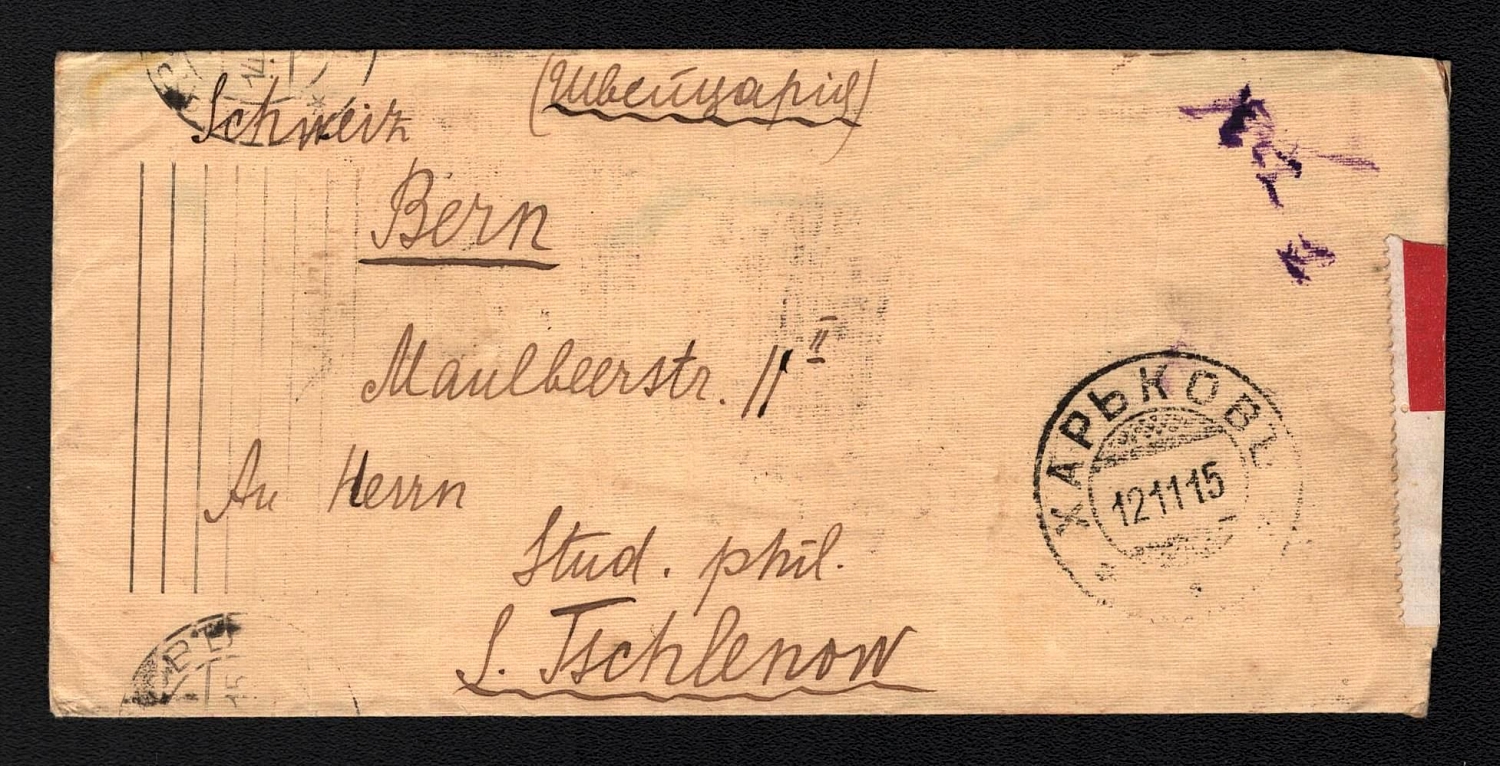 Schweiz
(Швейцарія)
Bern
Maulbeerstr. 11 II
An Herrn
Stud. phil.
S. Tschlenow
ХАРЬКОВЪ
12 11 15